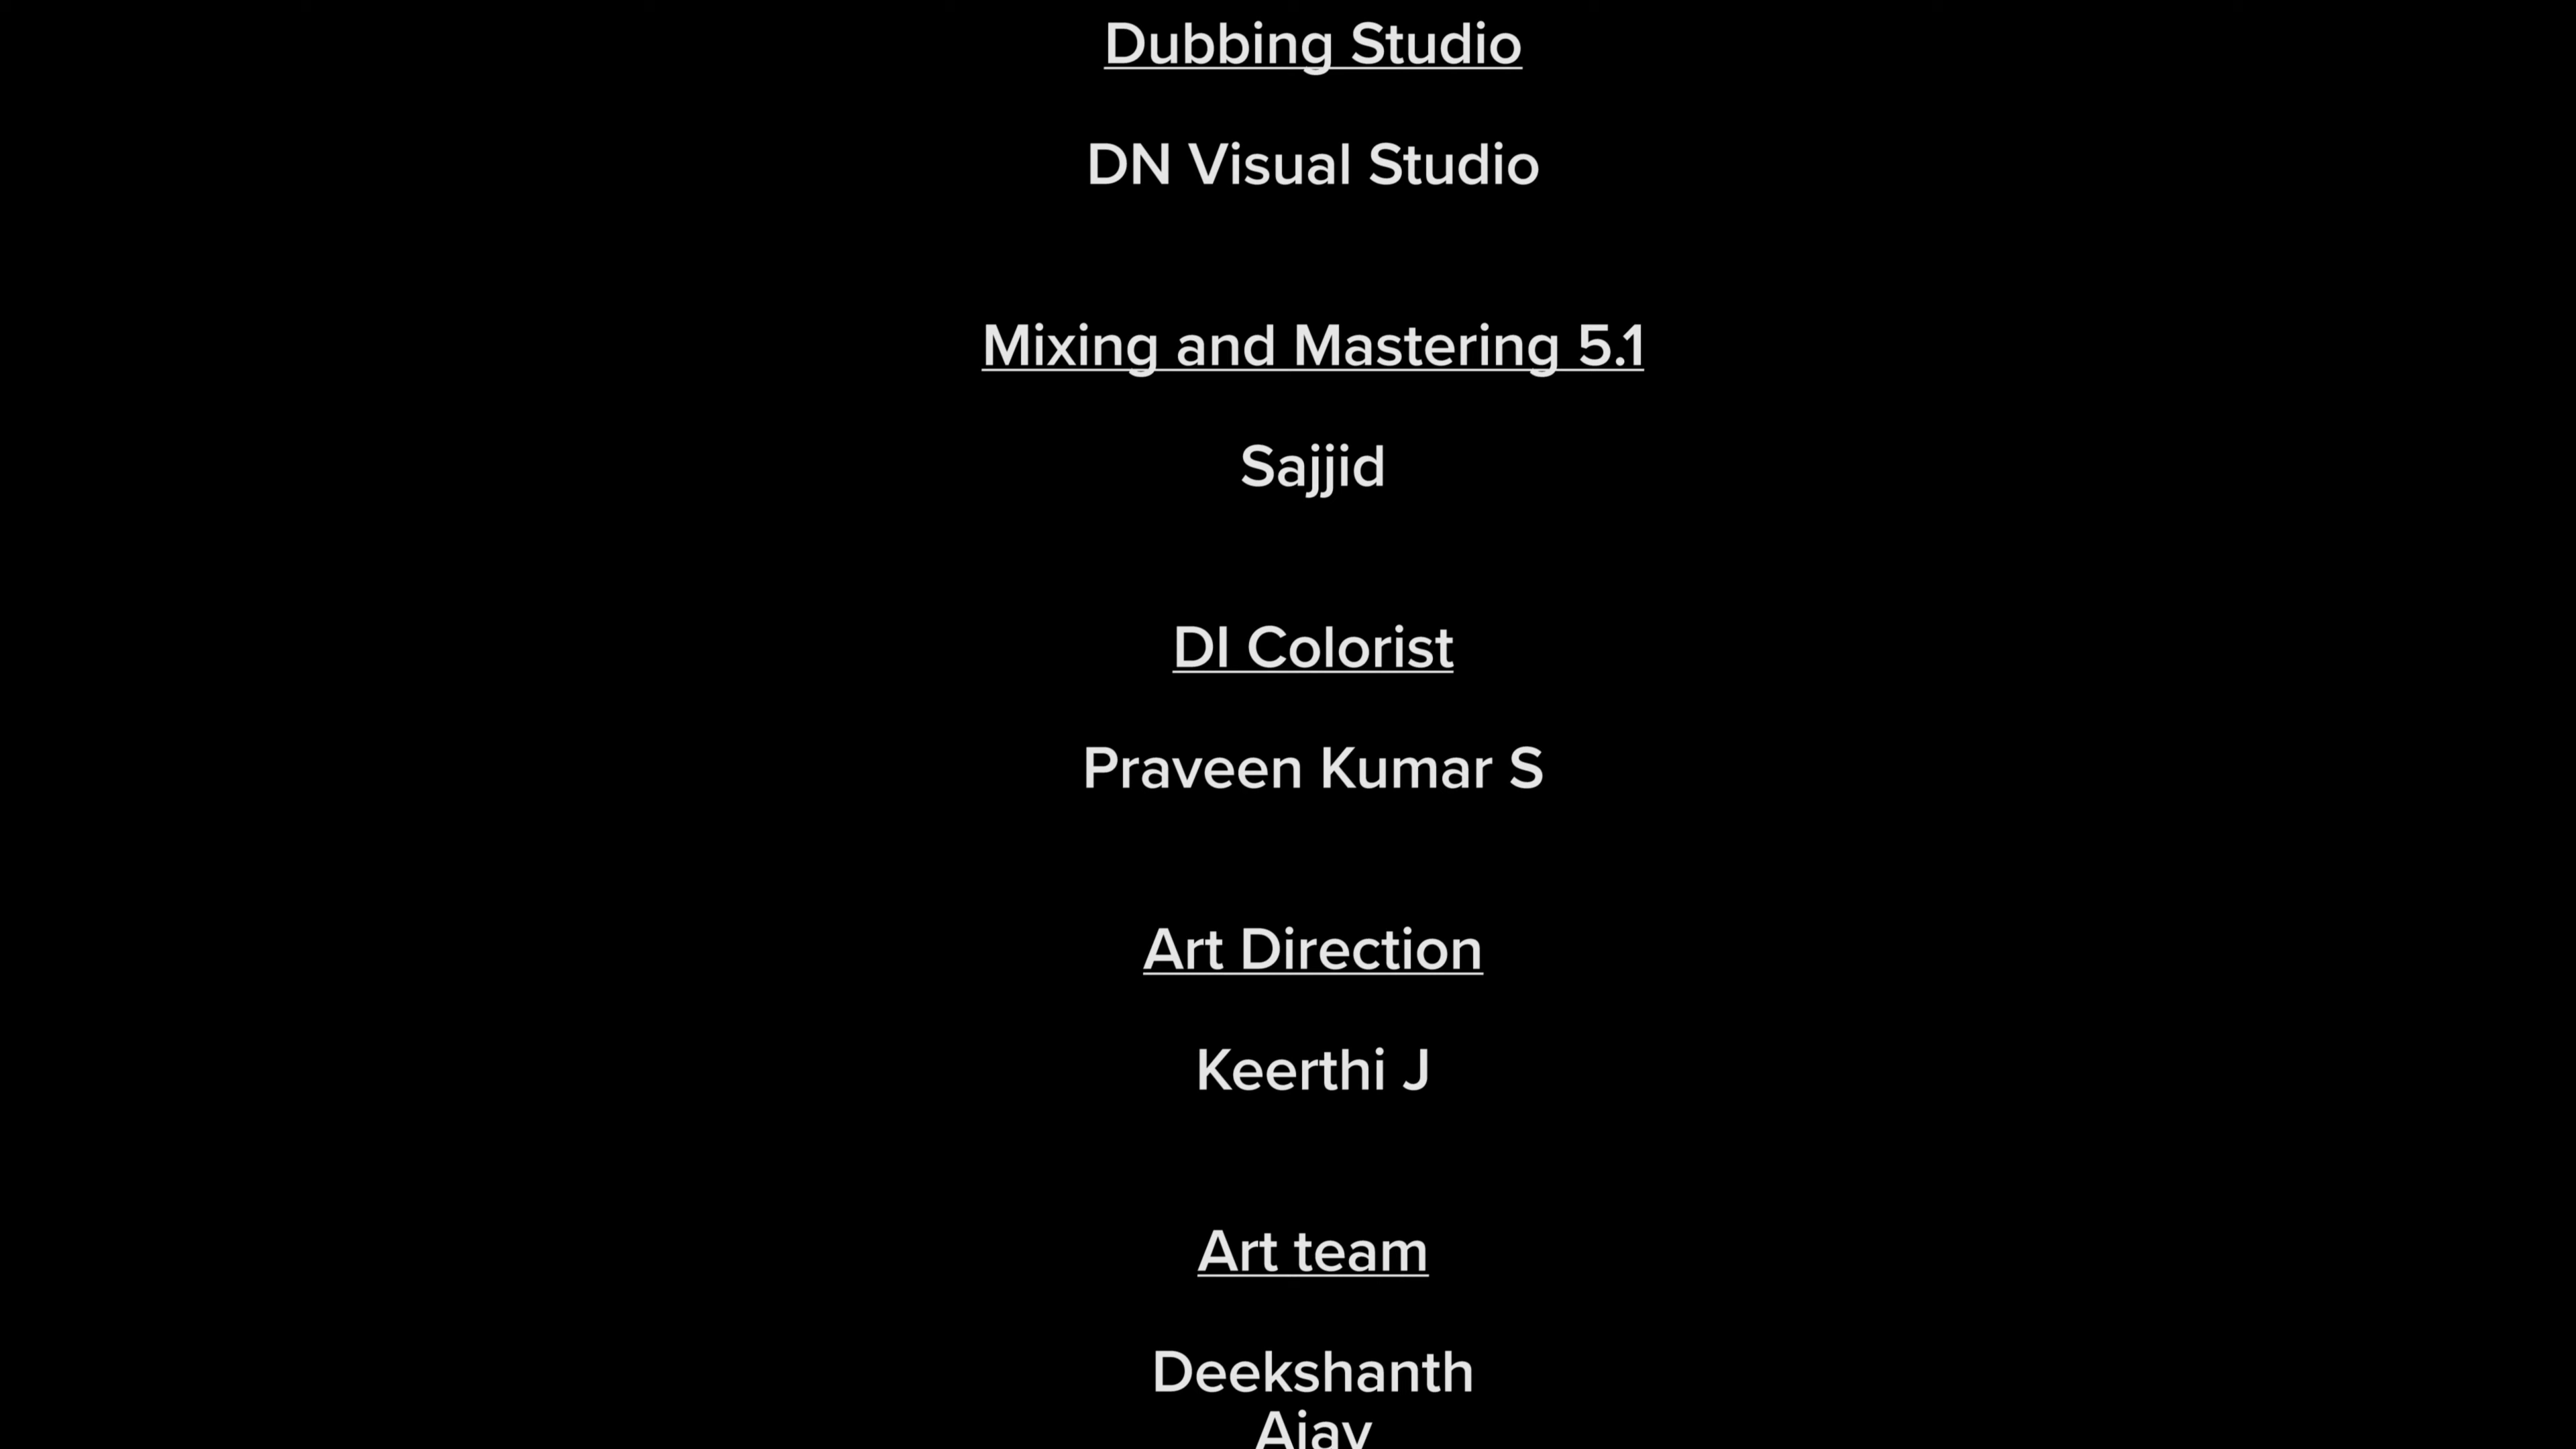 Dubbing Studio
DN Visual Studio
Mixing and Mastering 5.1
Sajjid
DI Colorist
Praveen Kumar S
Art Direction
Keerthi J
Art team
Deekshanth
Ajay